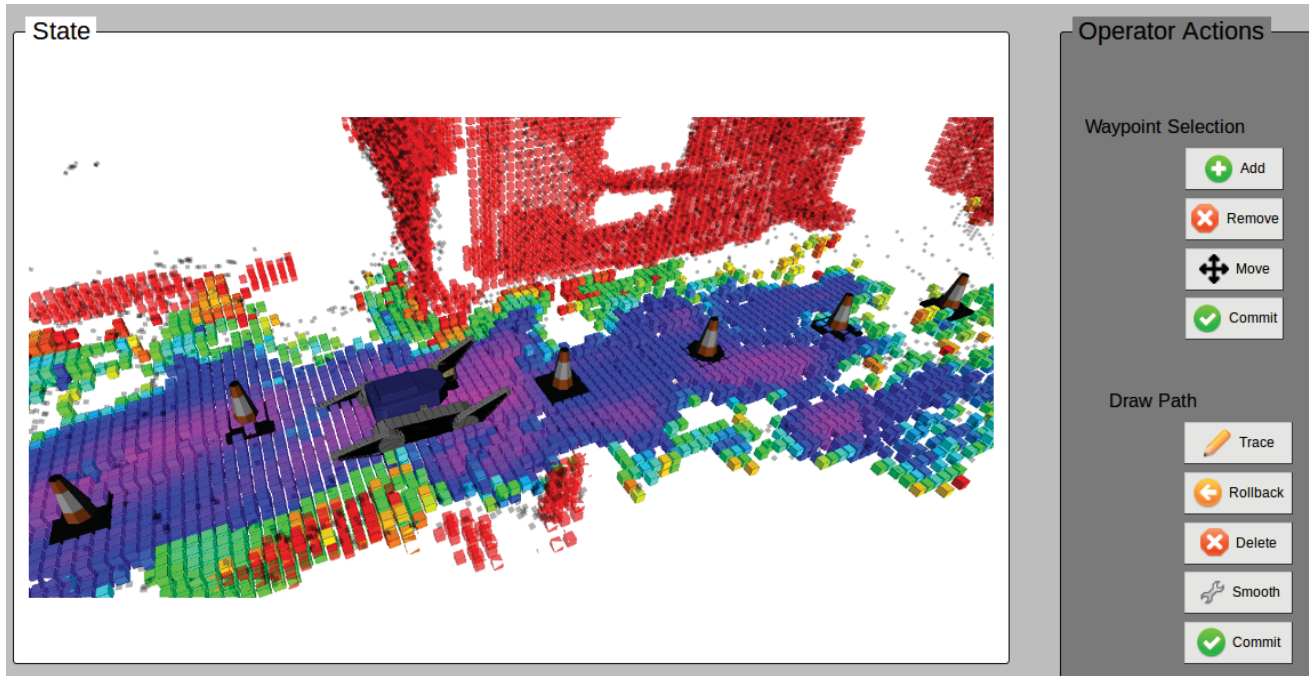 State
Operator Actions
Waypoint Selection
Add
Remove
Move
Commit
Draw Path
Trace
Rollback
Delete
Smooth
Commit